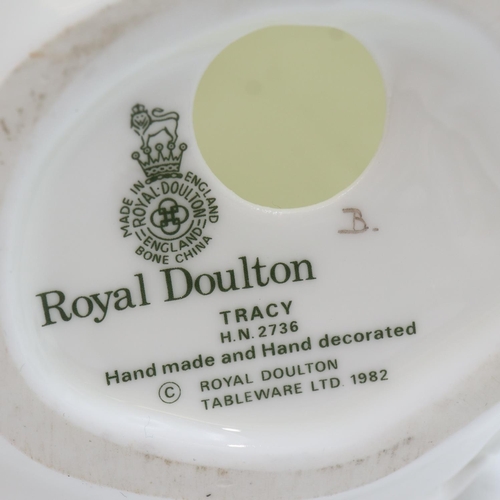 MADE IN ENGLAND
ROYAL·DOULTON
ENGLAND
BONE CHINA
B.
Royal Doulton
TRACY
H.N. 2736
Hand made and Hand decorated
© ROYAL DOULTON
TABLEWARE LTD. 1982